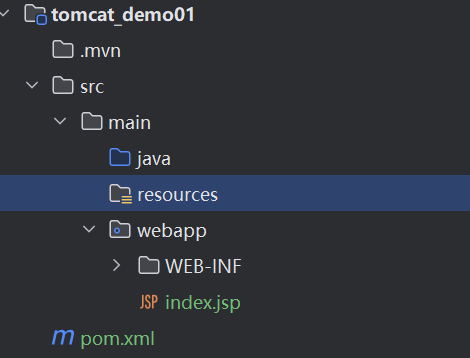 tomcat_demo01
.mvn
src
main
java
resources
webapp
WEB-INF
JSP index.jsp
m pom.xml